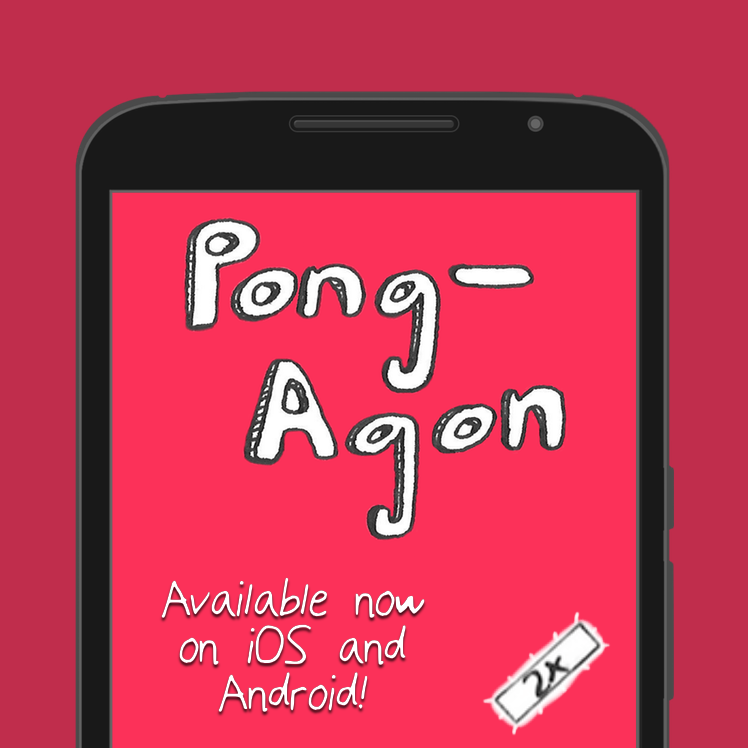 Pong-
Agon
Available now
on iOS and
Android!
2x